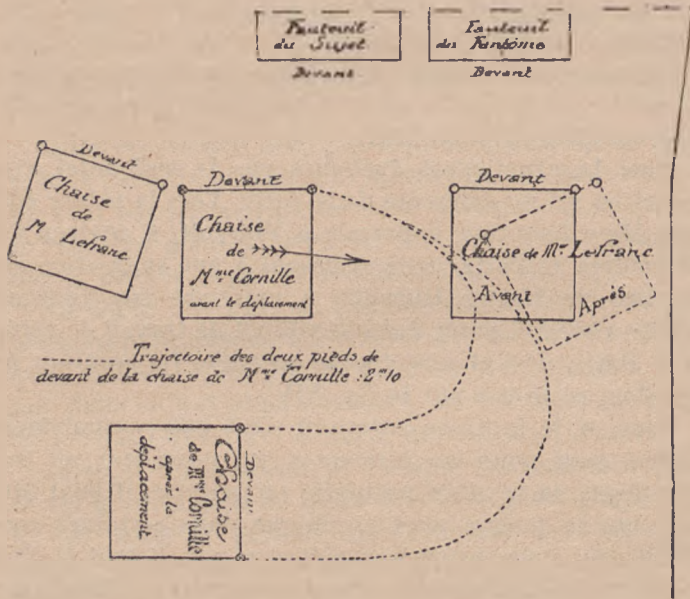 Fauteuil
du Sujet
Devant
Fauteuil
du Fantôme
Devant
Devant
Chaise
de
M Lefranc
Devant
Chaise
de
Mme Cornille
avant le déplacement
Devant
Chaise de Mr Lefranc
Avant
Après
Trajectoire des deux pieds de
devant de la chaise de Mme Cornille : 2m10
Devant
Chaise
de Mme Cornille
après la
déplacement